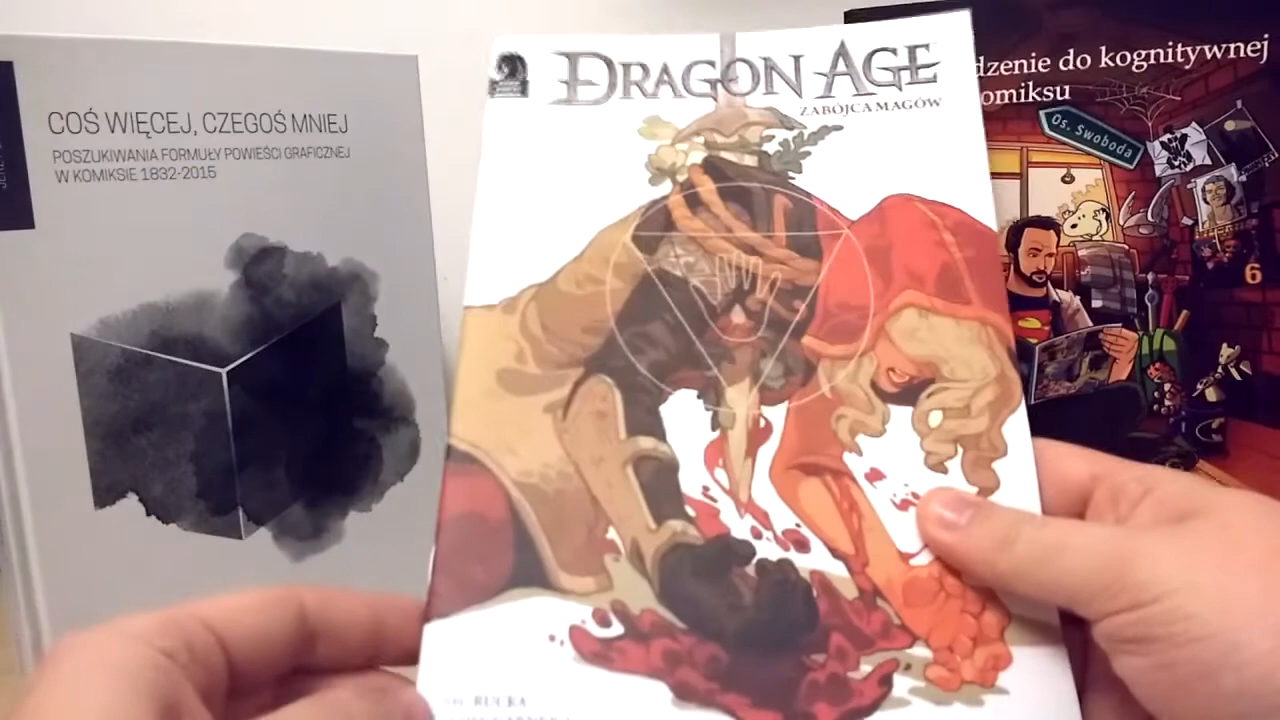 COŚ WIĘCEJ, CZEGOŚ MNIEJ
POSZUKIWANIA FORMUŁY POWIEŚCI GRAFICZNEJ
W KOMIKSIE 1832-2015
DRAGON AGE
ZABÓJCA MAGÓW
RUCKA
dzenie do kognitywnej
omiksu
Os. Swoboda
6